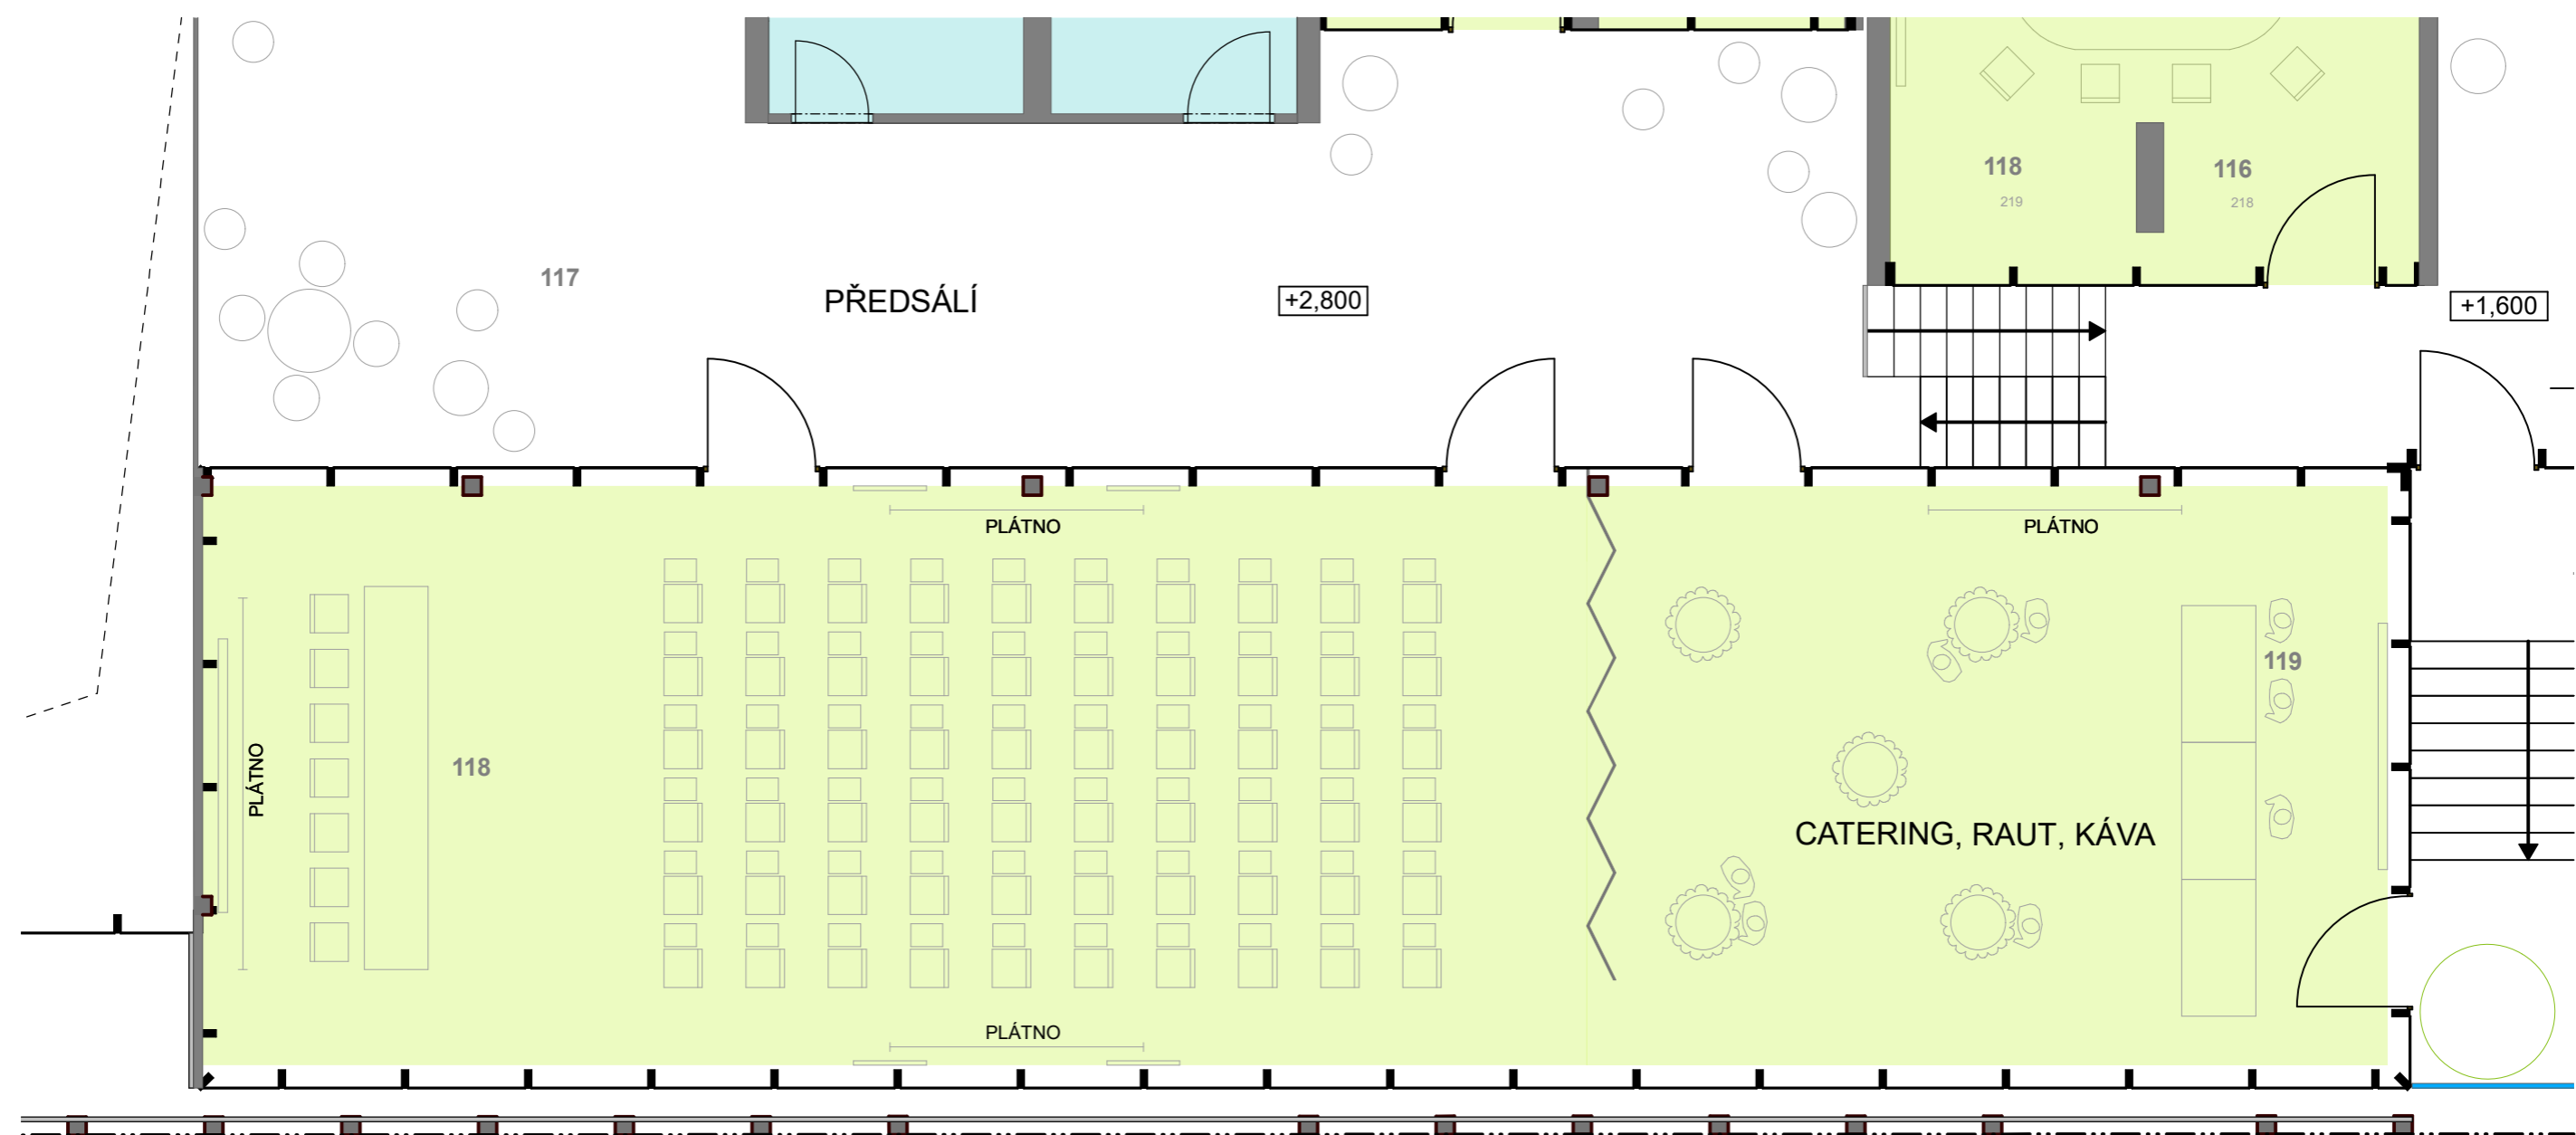 118
116
219
218
117
PŘEDSÁLÍ
+2,800
+1,600
PLÁTNO
PLÁTNO
119
PLÁTNO
118
CATERING, RAUT, KÁVA
PLÁTNO